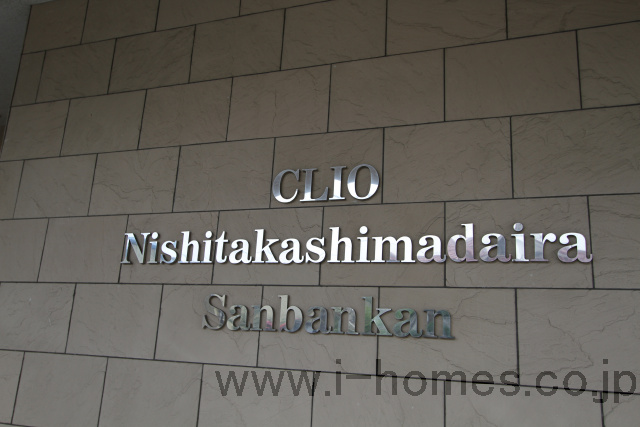 CLIO
Nishitakashimadaira
Sanbankan
www.i-homes.co.jp